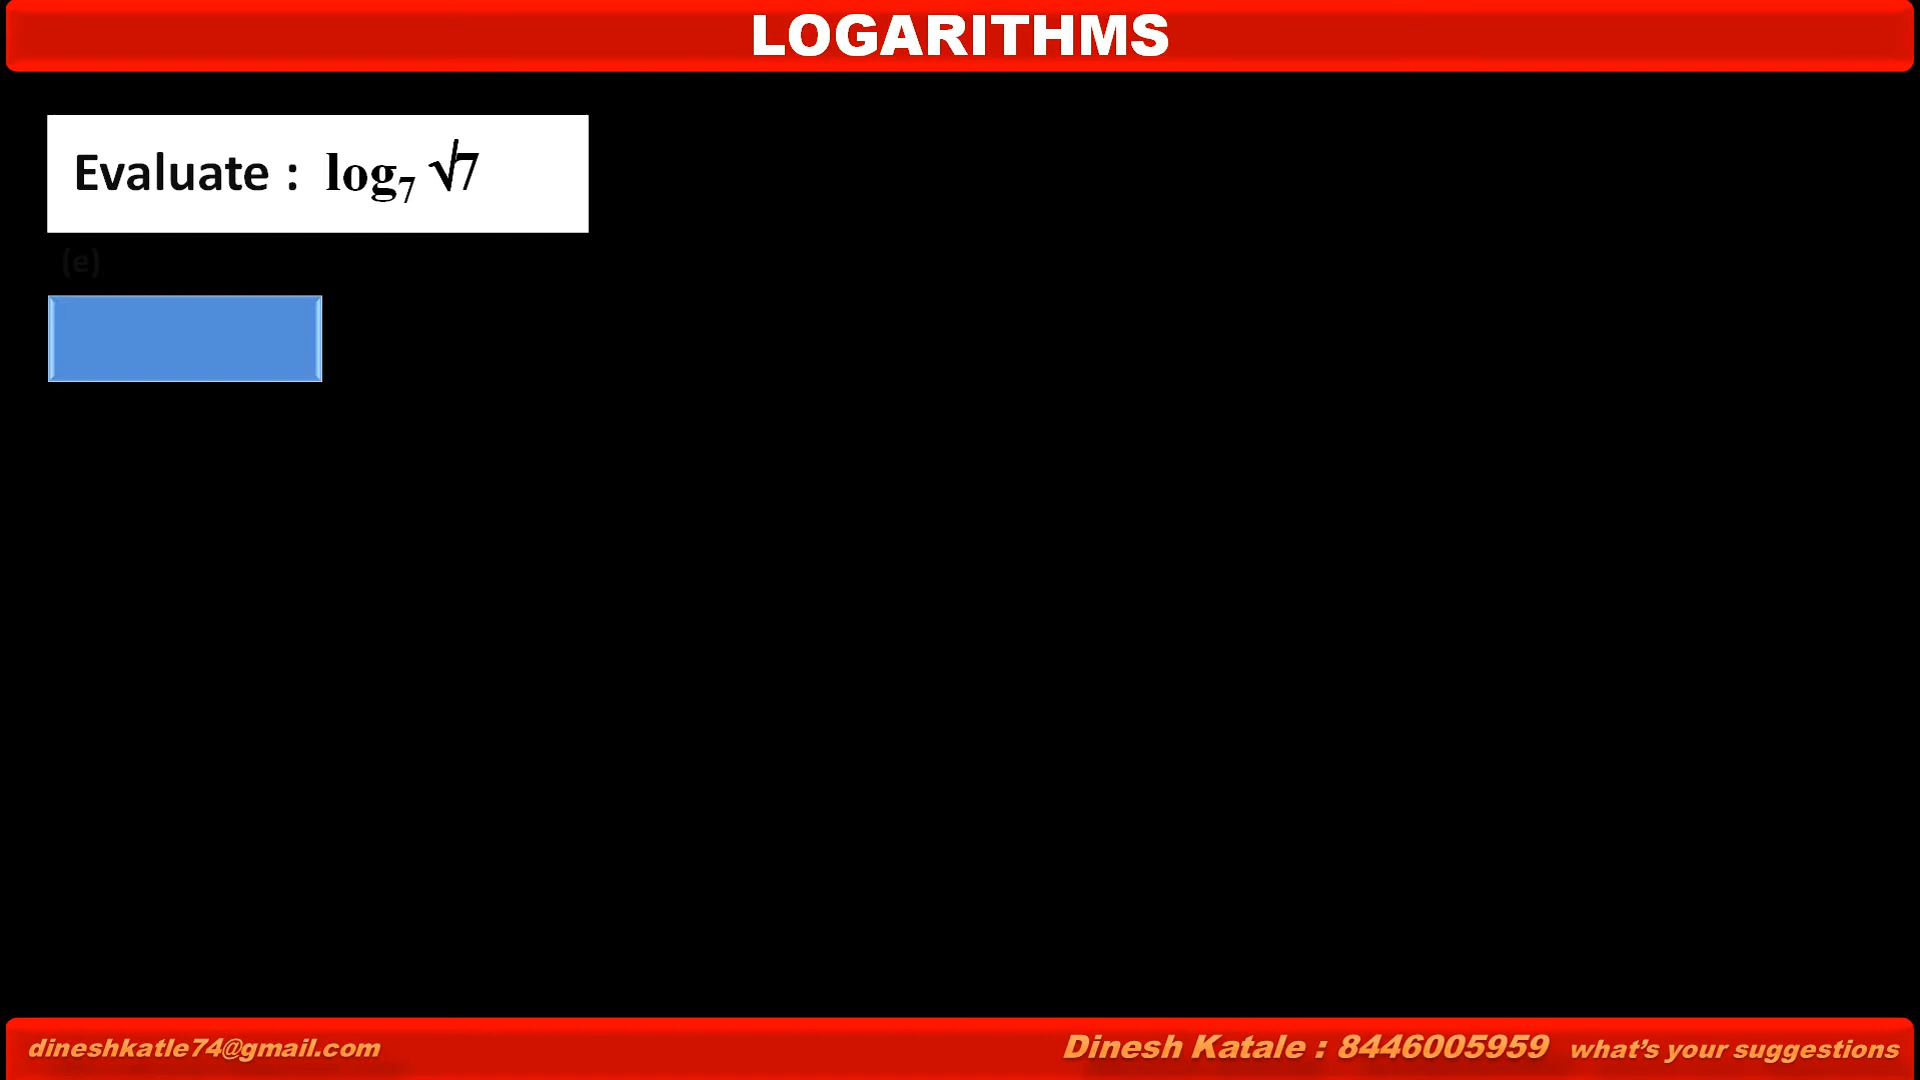 LOGARITHMS
Evaluate : log₇ √7
(e)
dineshkatle74@gmail.com
Dinesh Katale : 8446005959 what’s your suggestions